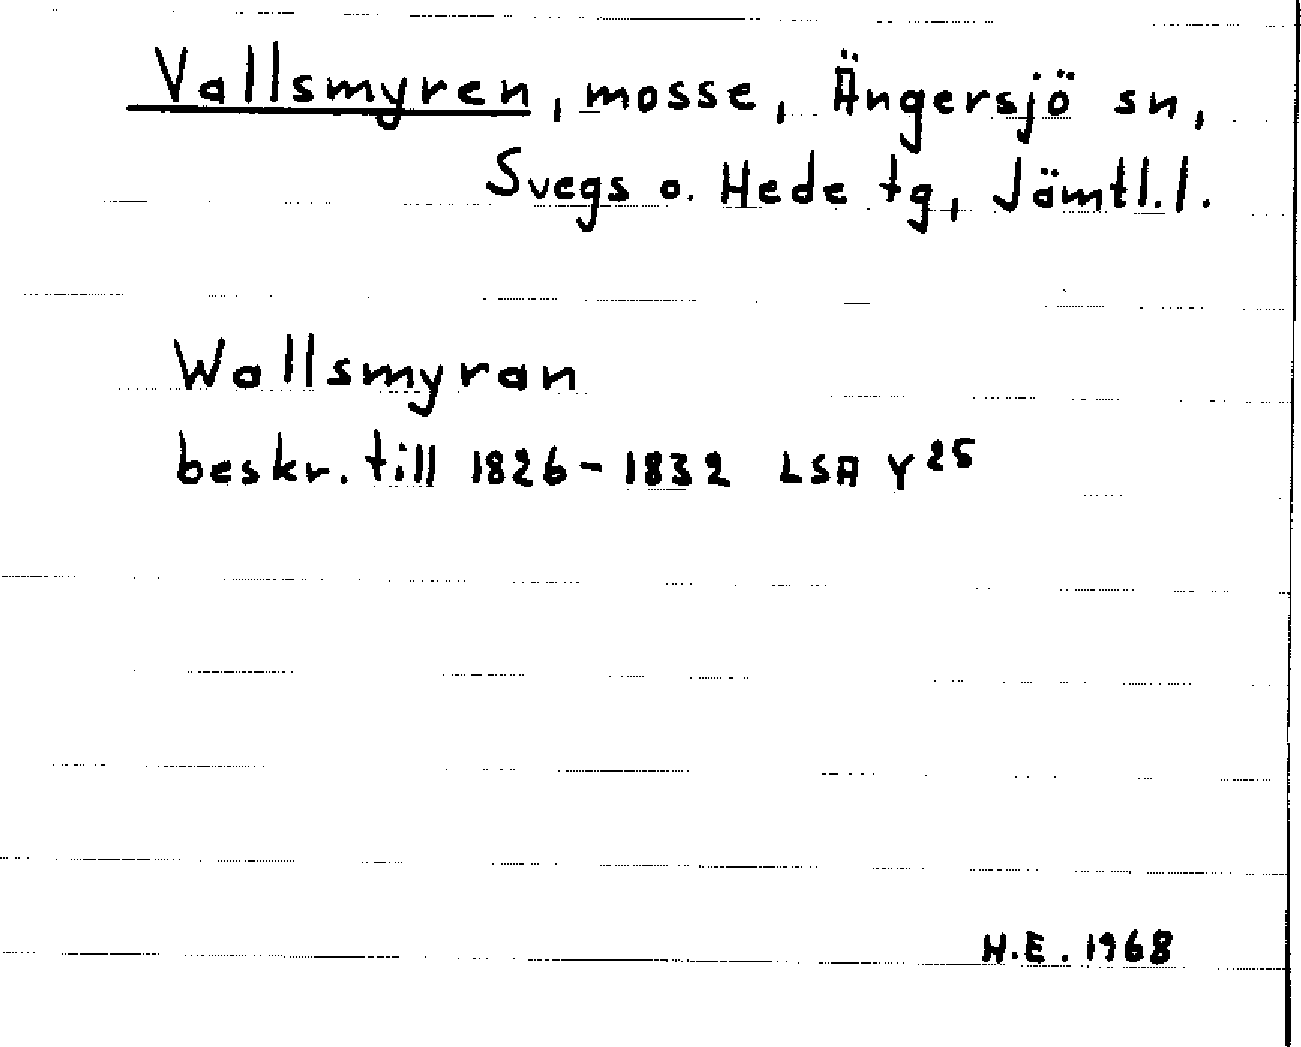 Vallsmyren, mosse, Ängersjö sn,
Svegs o. Hede tg, Jämtl.l.
Wallsmyran
beskr. till 1826-1832 LSA Y25
H.E. 1968